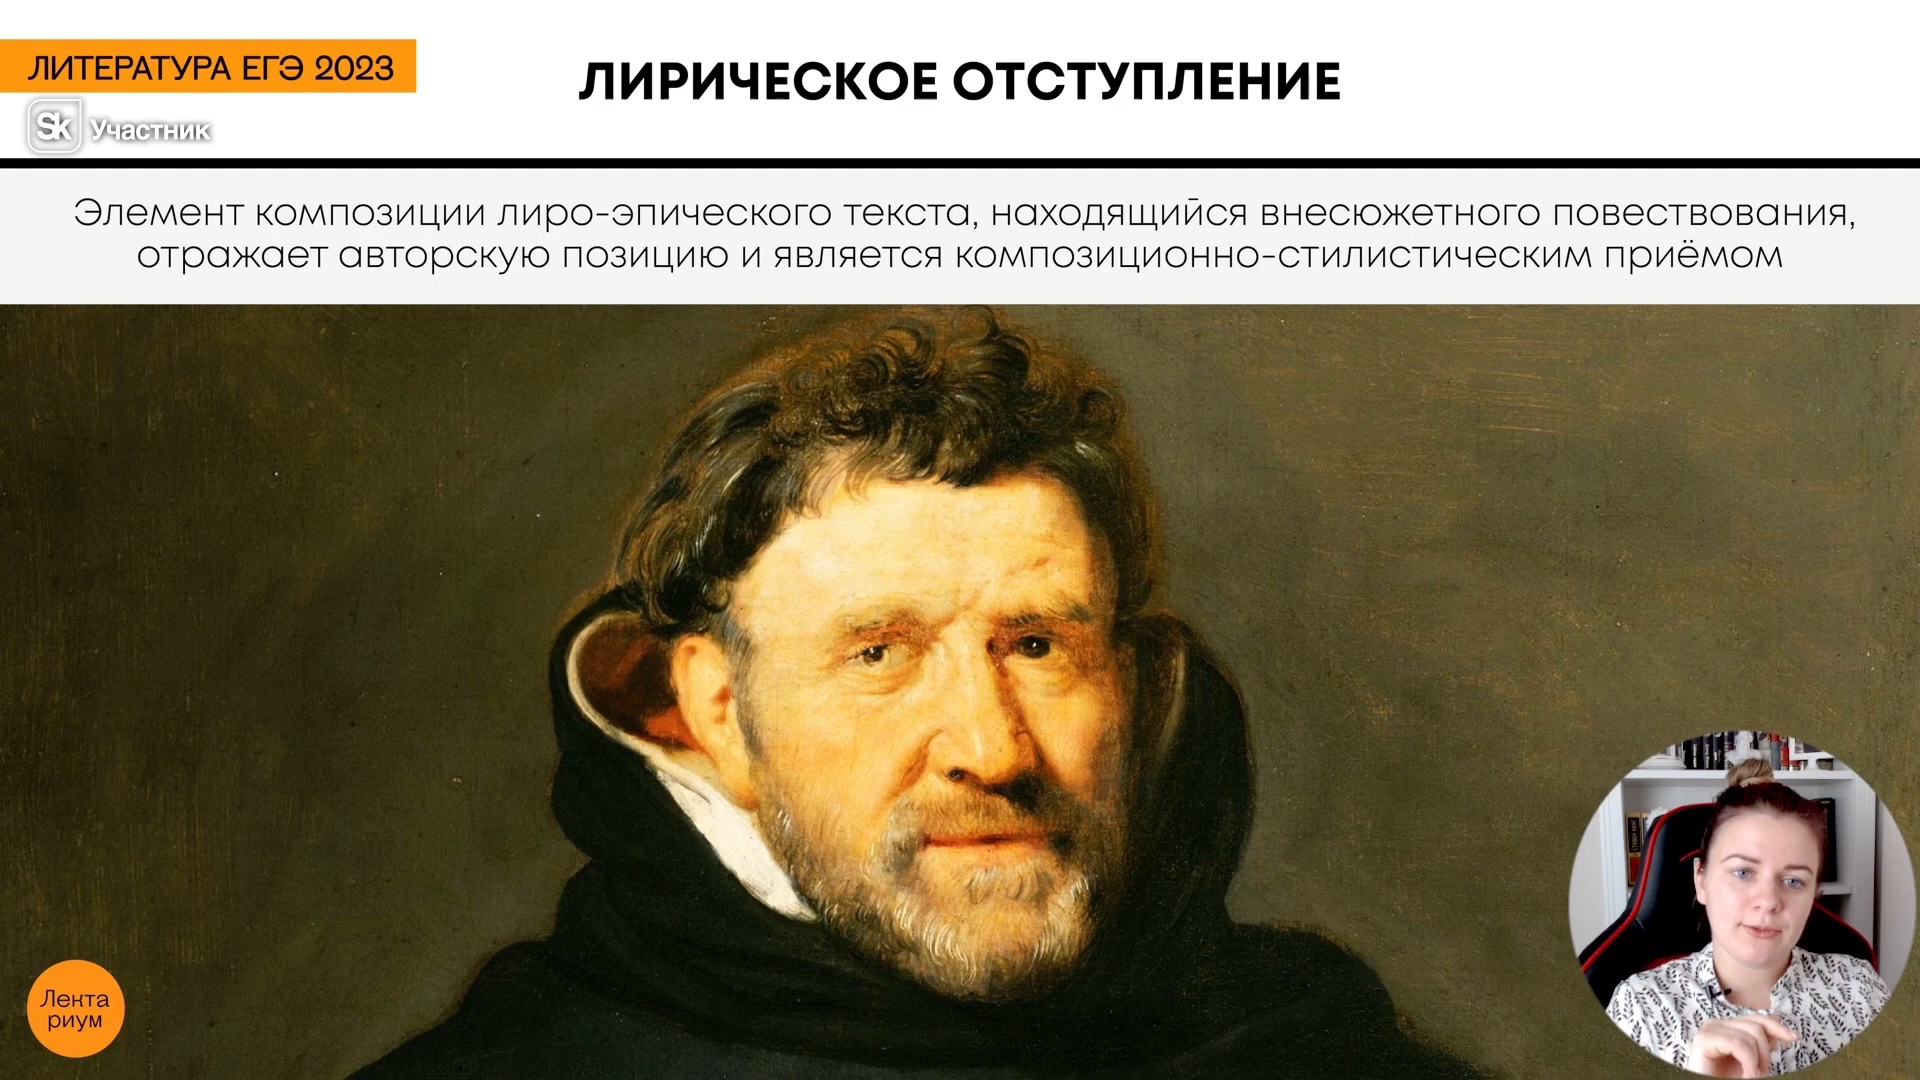 ЛИТЕРАТУРА ЕГЭ 2023
ЛИРИЧЕСКОЕ ОТСТУПЛЕНИЕ
Sk Участник
Элемент композиции лиро-эпического текста, находящийся внесюжетного повествования,
отражает авторскую позицию и является композиционно-стилистическим приёмом
Лекта
риум